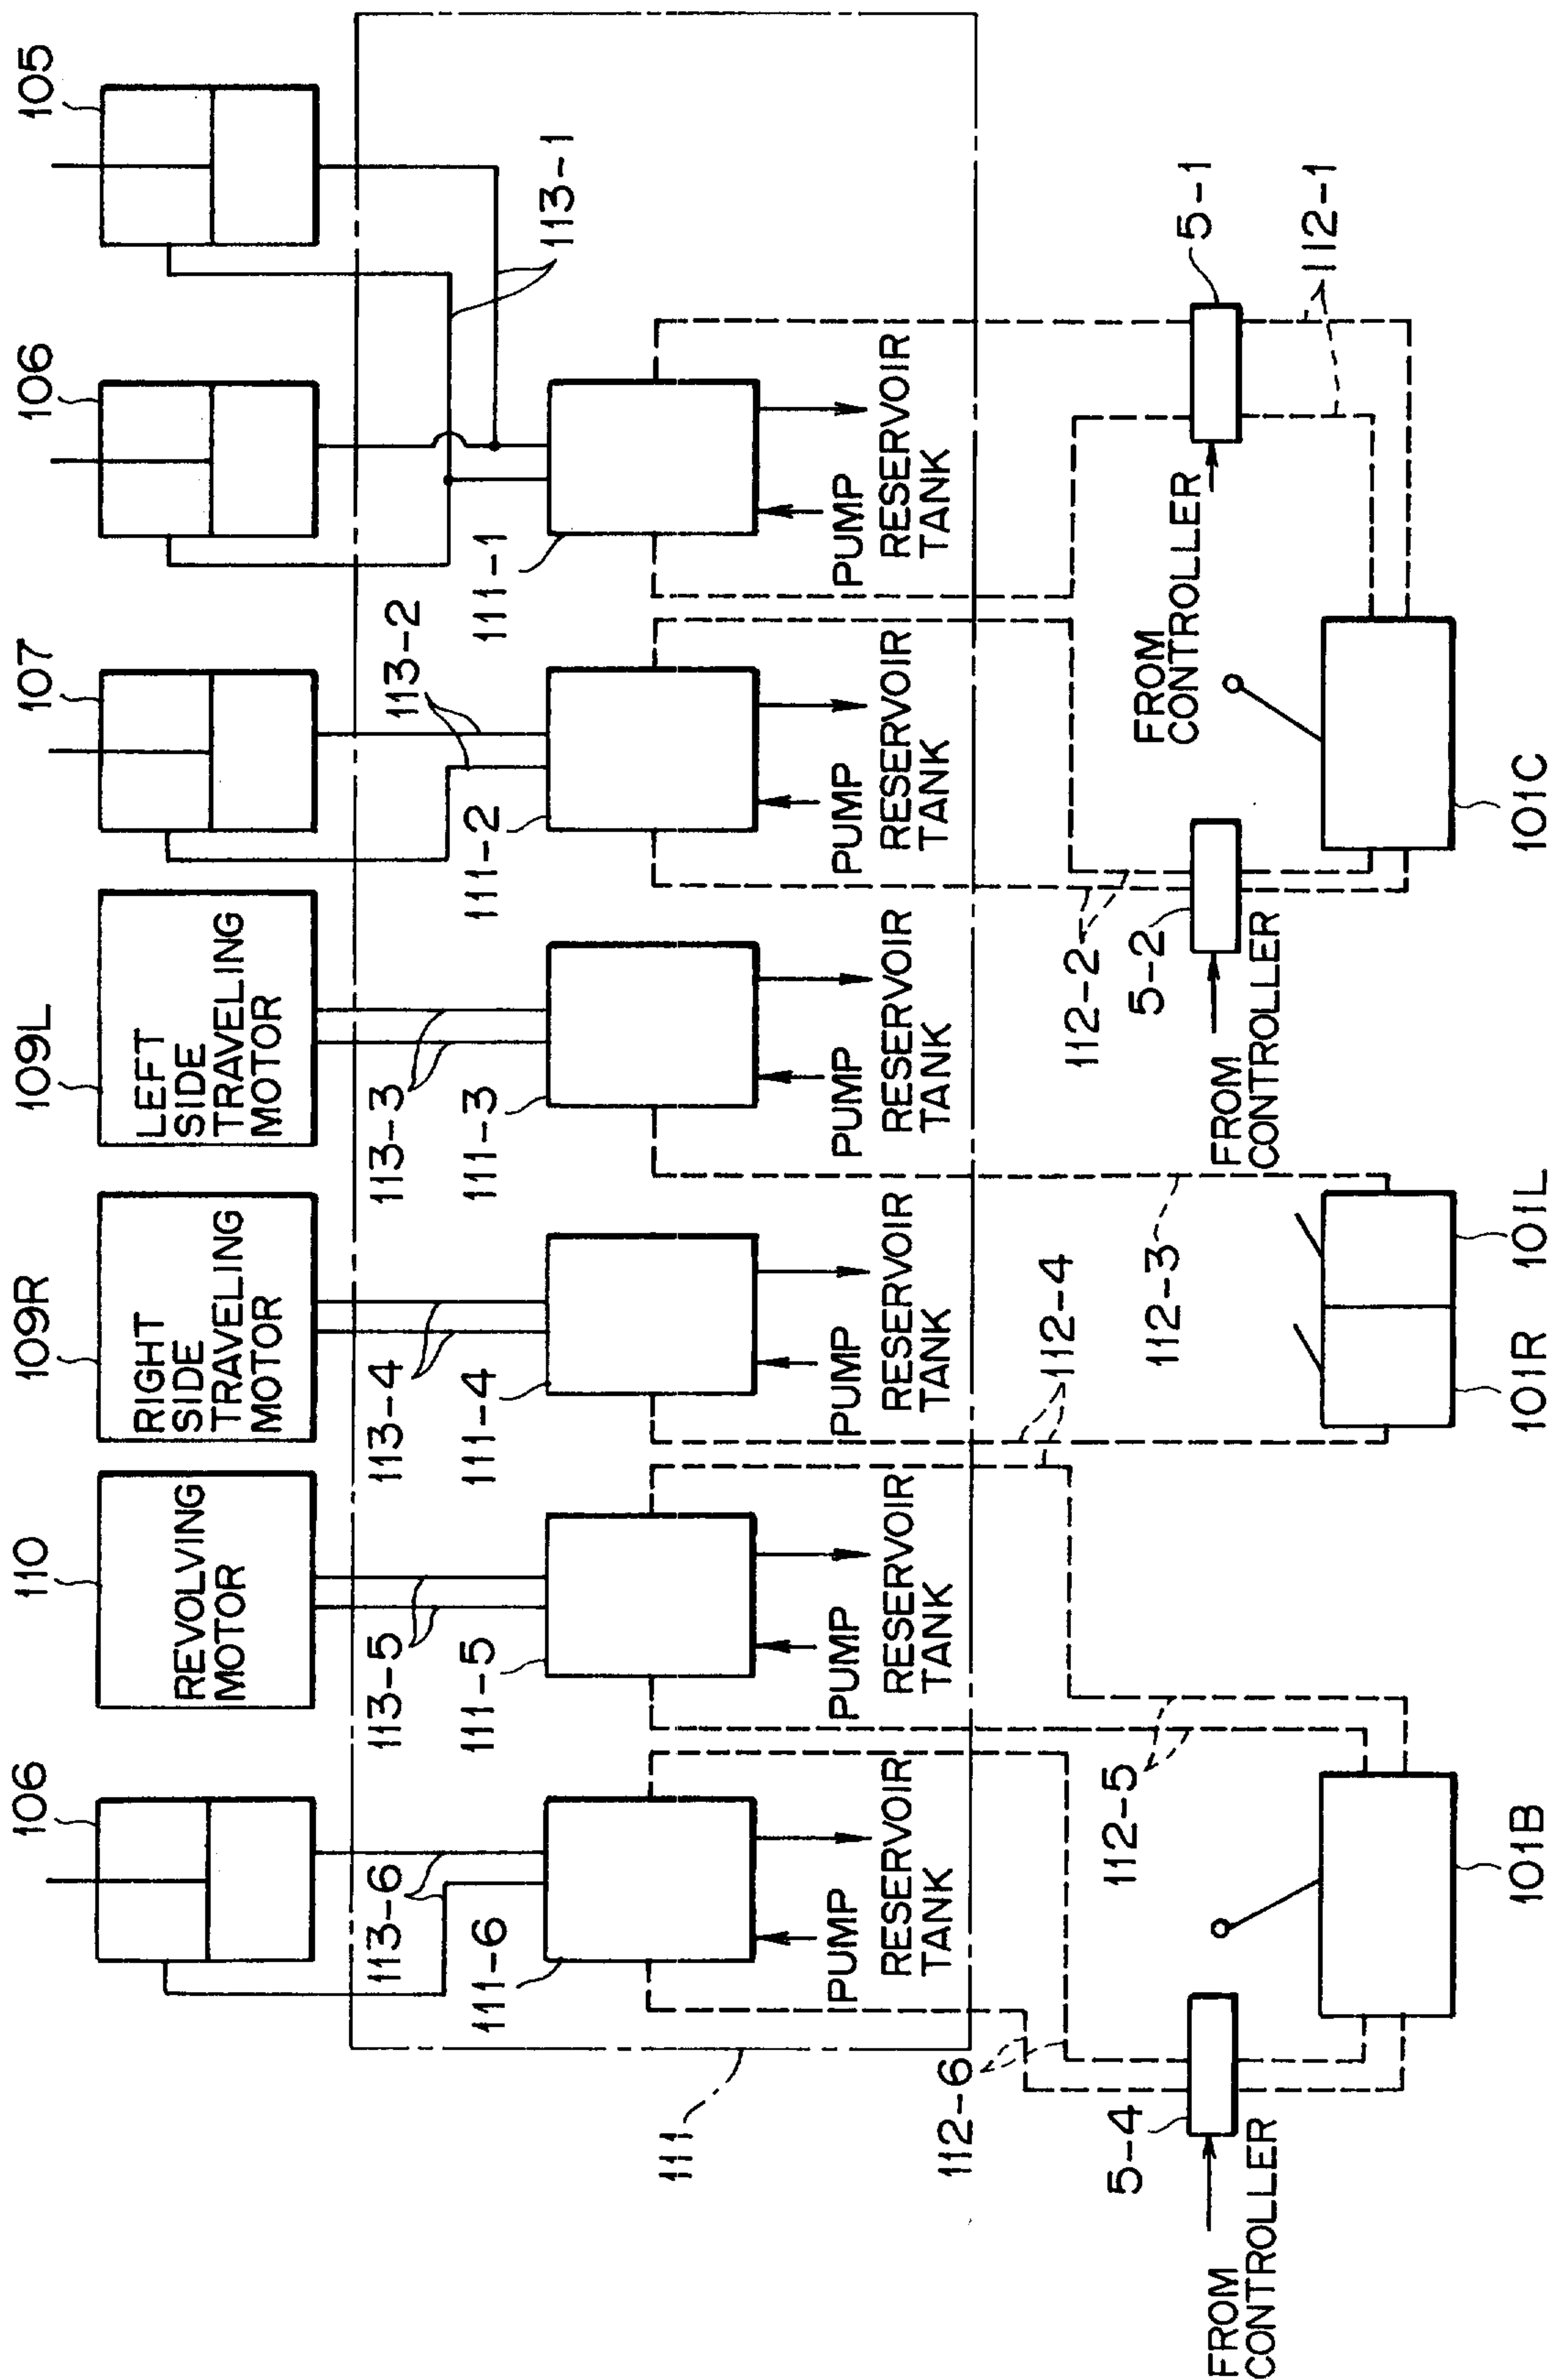 106
110
109R
109L
107
106
105
REVOLVING
MOTOR
RIGHT
SIDE
TRAVELING
MOTOR
LEFT
SIDE
TRAVELING
MOTOR
113-6
113-5
113-4
113-3
113-2
113-1
111-6
111-5
111-4
111-3
111-2
111-1
PUMP
RESERVOIR
TANK
PUMP
RESERVOIR
TANK
PUMP
RESERVOIR
TANK
PUMP
RESERVOIR
TANK
PUMP
RESERVOIR
TANK
PUMP
RESERVOIR
TANK
111
112-6
112-4
112-2
5-4
112-5
112-3
5-2
5-1
112-1
FROM
CONTROLLER
FROM
CONTROLLER
FROM
CONTROLLER
101B
101R
101L
101C